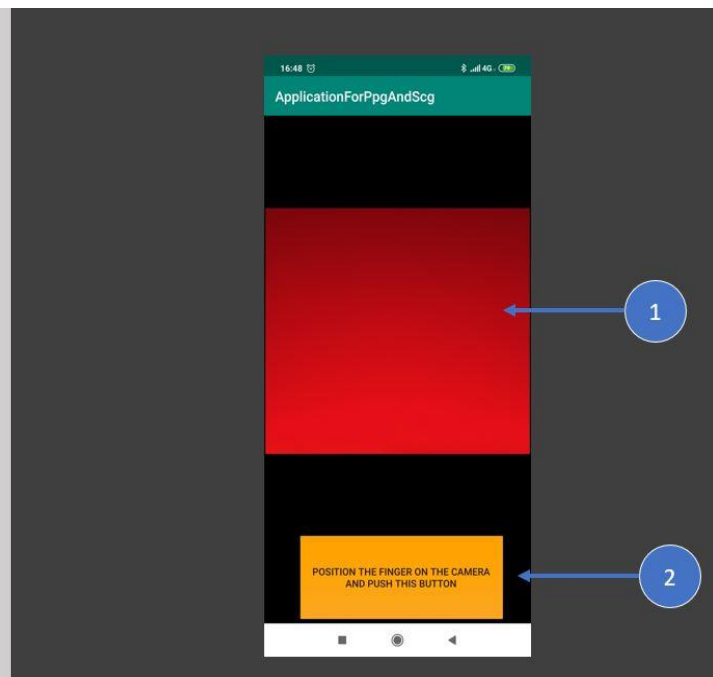 16:48 4G
ApplicationForPpgAndScg
1
POSITION THE FINGER ON THE CAMERA
AND PUSH THIS BUTTON
2